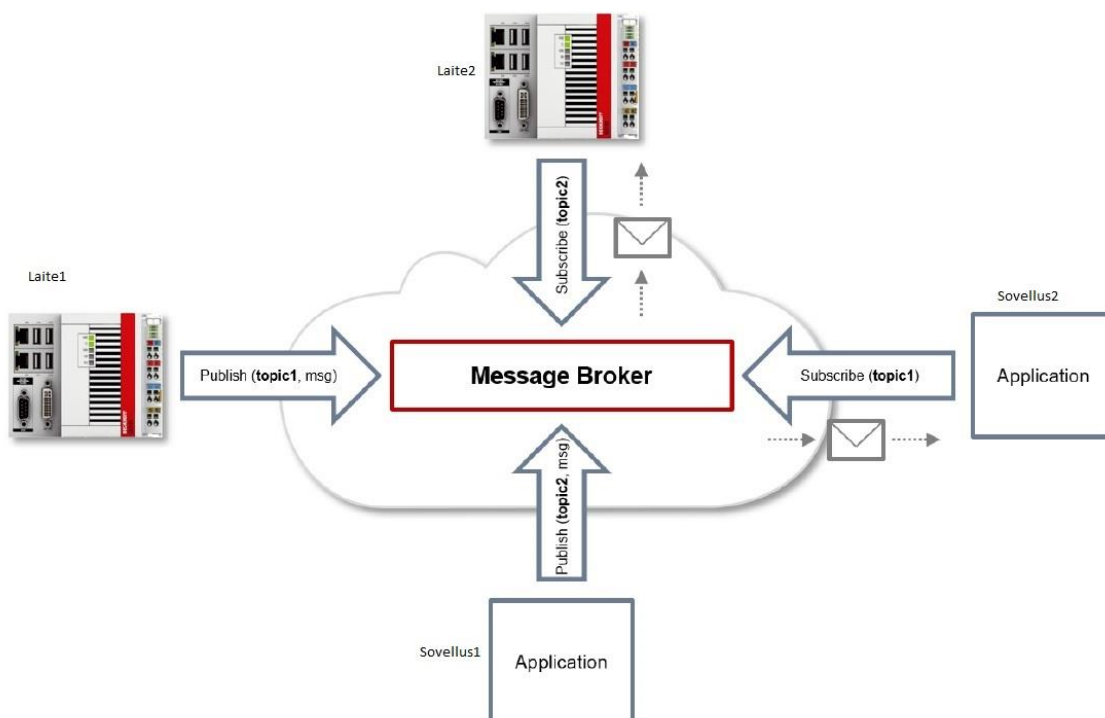 Laite2
Subscribe (topic2)
Laite1
Sovellus2
Publish (topic1, msg)
Message Broker
Subscribe (topic1)
Application
Publish (topic2, msg)
Sovellus1
Application